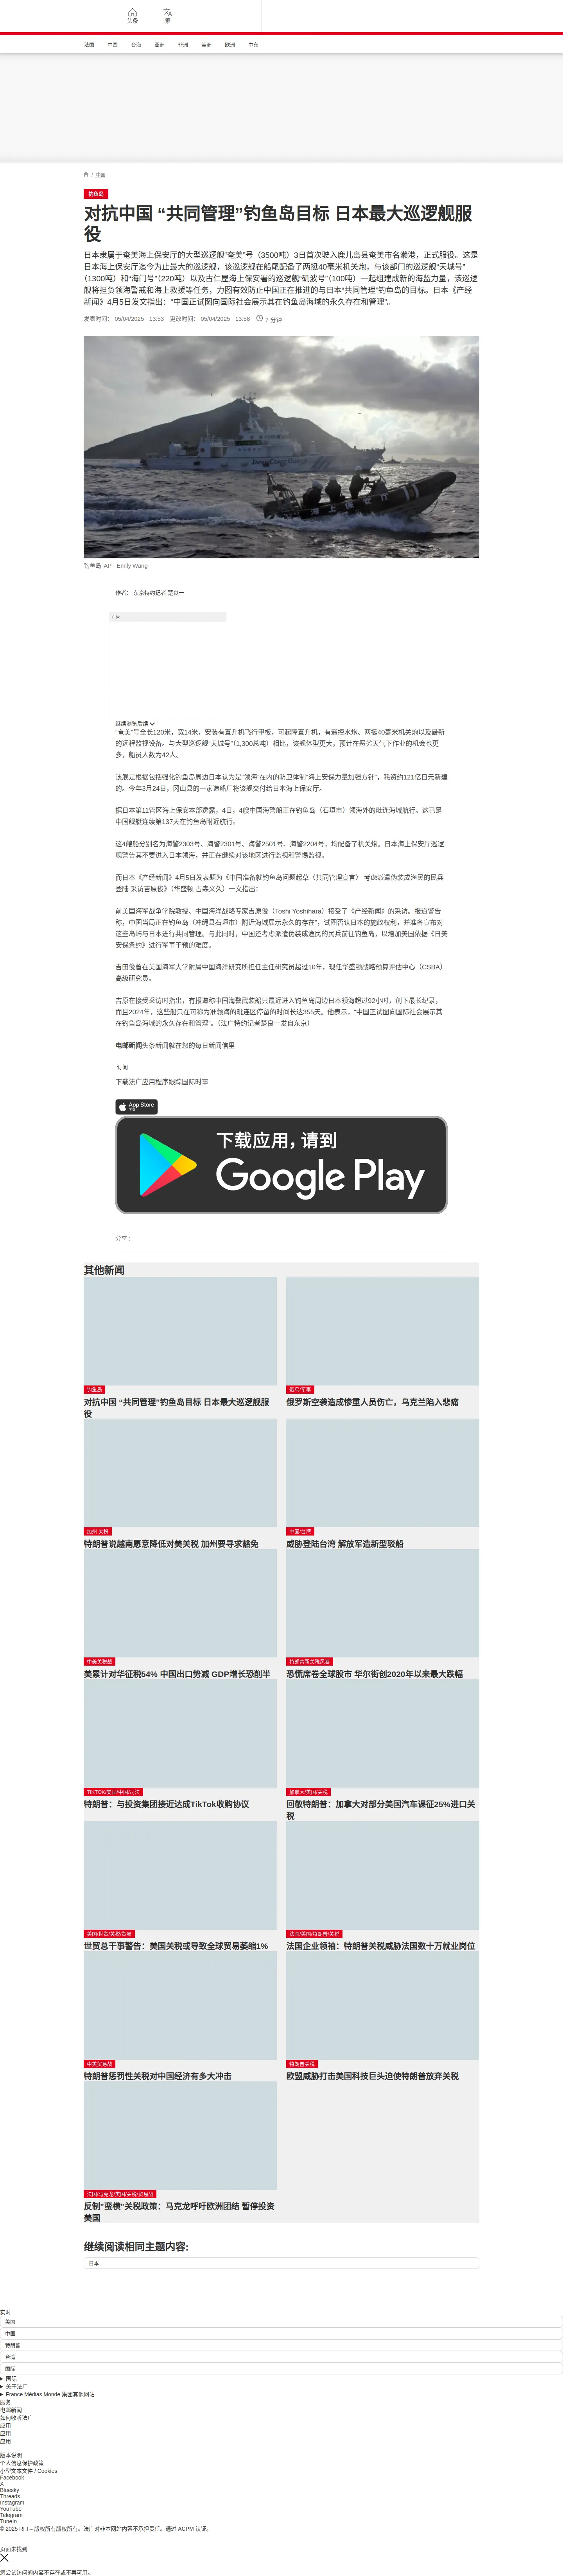 头条
繁
法国 中国 台海 亚洲 非洲 美洲 欧洲 中东
/ 中国
钓鱼岛
对抗中国 “共同管理”钓鱼岛目标 日本最大巡逻舰服
役
日本隶属于奄美海上保安厅的大型巡逻舰“奄美”号（3500吨）3日首次驶入鹿儿岛县奄美市名濑港，正式服役。这是
日本海上保安厅迄今为止最大的巡逻舰，该巡逻舰在船尾配备了两挺40毫米机关炮，与该部门的巡逻舰“天城号”
（1300吨）和“海门号”（220吨）以及古仁屋海上保安署的巡逻舰“矶波号”（100吨）一起组建成新的海监力量，该巡逻
舰将担负领海警戒和海上救援等任务，力图有效防止中国正在推进的与日本“共同管理”钓鱼岛的目标。日本《产经
新闻》4月5日发文指出：“中国正试图向国际社会展示其在钓鱼岛海域的永久存在和管理”。
发表时间： 05/04/2025 - 13:53 更改时间： 05/04/2025 - 13:58 7 分钟
钓鱼岛 AP - Emily Wang
作者： 东京特约记者 楚良一
广告
继续浏览后续
“奄美”号全长120米，宽14米，安装有直升机飞行甲板，可起降直升机，有遥控水炮、两挺40毫米机关炮以及最新
的远程监视设备。与大型巡逻舰“天城号”（1,300总吨）相比，该舰体型更大，预计在恶劣天气下作业的机会也更
多，船员人数为42人。
该舰是根据包括强化钓鱼岛周边日本认为是“领海”在内的防卫体制“海上安保力量加强方针”，耗资约121亿日元新建
的。今年3月24日，冈山县的一家造船厂将该舰交付给日本海上保安厅。
据日本第11管区海上保安本部透露，4日，4艘中国海警船正在钓鱼岛（石垣市）领海外的毗连海域航行。这已是
中国舰艇连续第137天在钓鱼岛附近航行。
这4艘船分别名为海警2303号、海警2301号、海警2501号、海警2204号，均配备了机关炮。日本海上保安厅巡逻
舰警告其不要进入日本领海，并正在继续对该地区进行监视和警惕监视。
而日本《产经新闻》4月5日发表题为《中国准备就钓鱼岛问题起草〈共同管理宣言〉 考虑派遣伪装成渔民的民兵
登陆 采访吉原俊》（华盛顿 古森义久）一文指出：
前美国海军战争学院教授、中国海洋战略专家吉原俊（Toshi Yoshihara）接受了《产经新闻》的采访。报道警告
称，中国当局正在钓鱼岛（冲绳县石垣市）附近海域展示永久的存在”，试图否认日本的施政权利，并准备宣布对
这些岛屿与日本进行共同管理。与此同时，中国还考虑派遣伪装成渔民的民兵前往钓鱼岛，以增加美国依据《日美
安保条约》进行军事干预的难度。
吉田俊曾在美国海军大学附属中国海洋研究所担任主任研究员超过10年，现任华盛顿战略预算评估中心（CSBA）
高级研究员。
吉原在接受采访时指出，有报道称中国海警武装船只最近进入钓鱼岛周边日本领海超过92小时，创下最长纪录，
而且2024年，这些船只在可称为准领海的毗连区停留的时间长达355天。他表示，“中国正试图向国际社会展示其
在钓鱼岛海域的永久存在和管理”。（法广特约记者楚良一发自东京）
电邮新闻头条新闻就在您的每日新闻信里
订阅
下载法广应用程序跟踪国际时事
App Store
下载
下载应用，请到
Google Play
分享 :
其他新闻
钓鱼岛
对抗中国 “共同管理”钓鱼岛目标 日本最大巡逻舰服
役
俄乌/军事
俄罗斯空袭造成惨重人员伤亡，乌克兰陷入悲痛
加州 关税
特朗普说越南愿意降低对美关税 加州要寻求豁免
中国/台湾
威胁登陆台湾 解放军造新型驳船
中美关税战
美累计对华征税54% 中国出口势减 GDP增长恐削半
特朗普新关税风暴
恐慌席卷全球股市 华尔街创2020年以来最大跌幅
TIKTOK/美国/中国/司法
特朗普：与投资集团接近达成TikTok收购协议
加拿大/美国/关税
回敬特朗普：加拿大对部分美国汽车课征25%进口关
税
美国/世贸/关税/贸易
世贸总干事警告：美国关税或导致全球贸易萎缩1%
法国/美国/特朗普/关税
法国企业领袖：特朗普关税威胁法国数十万就业岗位
中美贸易战
特朗普惩罚性关税对中国经济有多大冲击
特朗普关税
欧盟威胁打击美国科技巨头迫使特朗普放弃关税
法国/马克龙/美国/关税/贸易战
反制"蛮横"关税政策：马克龙呼吁欧洲团结 暂停投资
美国
继续阅读相同主题内容:
日本
实时
美国
中国
特朗普
台湾
国际
国际
关于法广
France Médias Monde 集团其他网站
服务
电邮新闻
如何收听法广
应用
应用
应用
版本说明
个人信息保护政策
小型文本文件 / Cookies
Facebook
X
Bluesky
Threads
Instagram
YouTube
Telegram
TuneIn
© 2025 RFI – 版权所有版权所有。法广对非本网站内容不承担责任。通过 ACPM 认证。
页面未找到
您尝试访问的内容不存在或不再可用。